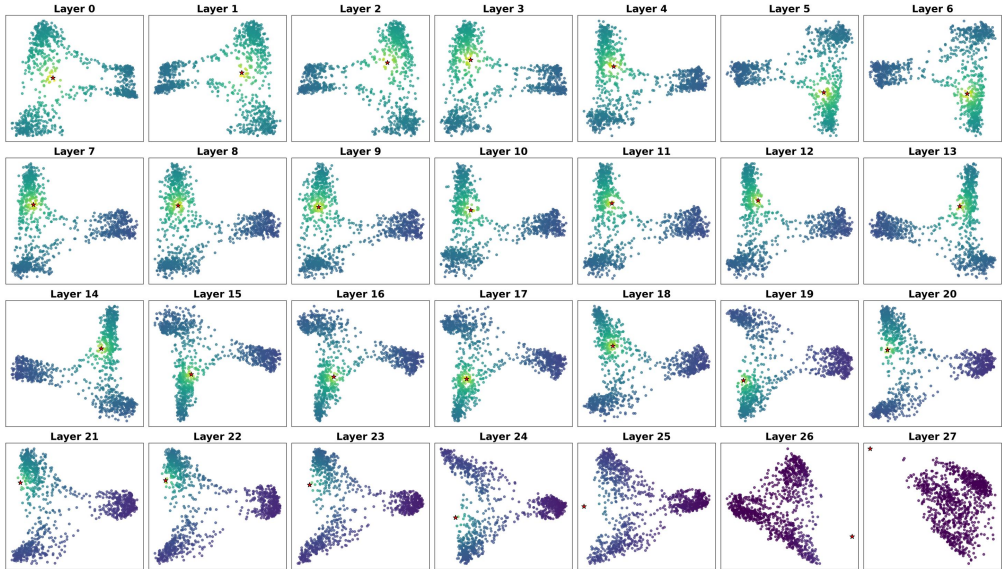 Layer 0
Layer 1
Layer 2
Layer 3
Layer 4
Layer 5
Layer 6
Layer 7
Layer 8
Layer 9
Layer 10
Layer 11
Layer 12
Layer 13
Layer 14
Layer 15
Layer 16
Layer 17
Layer 18
Layer 19
Layer 20
Layer 21
Layer 22
Layer 23
Layer 24
Layer 25
Layer 26
Layer 27